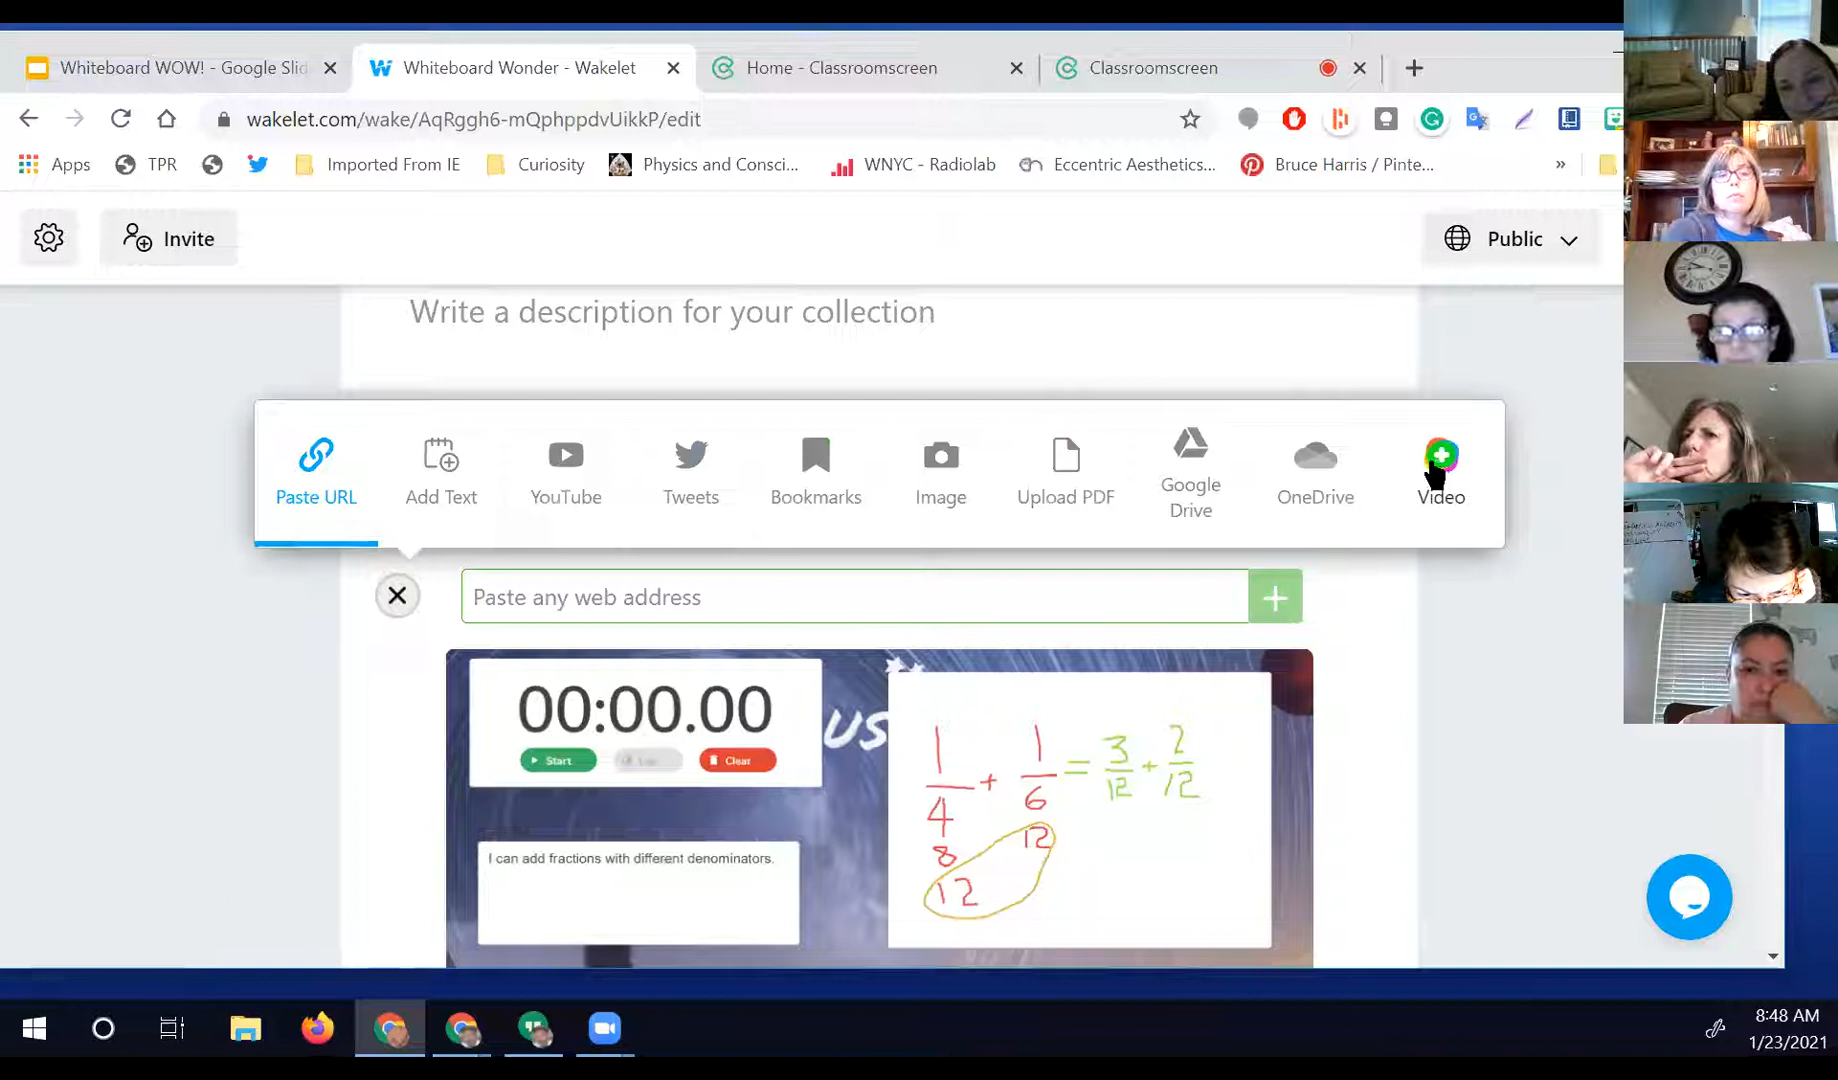 Whiteboard WOW! - Google Slid
Whiteboard Wonder - Wakelet
Home - Classroomscreen
Classroomscreen
wakelet.com/wake/AqRggh6-mQphppdvUikkP/edit
Apps
TPR
Imported From IE
Curiosity
Physics and Consci...
WNYC - Radiolab
Eccentric Aesthetics...
Bruce Harris / Pinte...
»
Invite
Public
Write a description for your collection
Paste URL
Add Text
YouTube
Tweets
Bookmarks
Image
Upload PDF
Google Drive
OneDrive
Video
Paste any web address
00:00.00
US
Start
Clear
1/4 + 1/6 = 3/12 + 2/12
8
12
12
I can add fractions with different denominators.
8:48 AM
1/23/2021